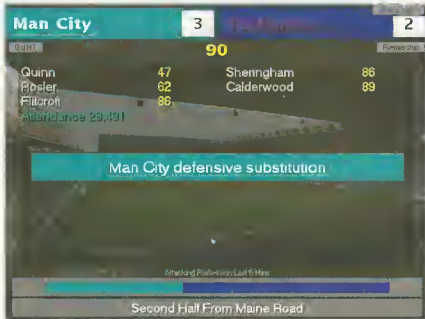 Man City 3 2
90
Quinn 47 Sheringham 86
Rosler 62 Calderwood 89
Flitcroft 86
Attendance 29,491
Man City defensive substitution
Second Half From Maine Road